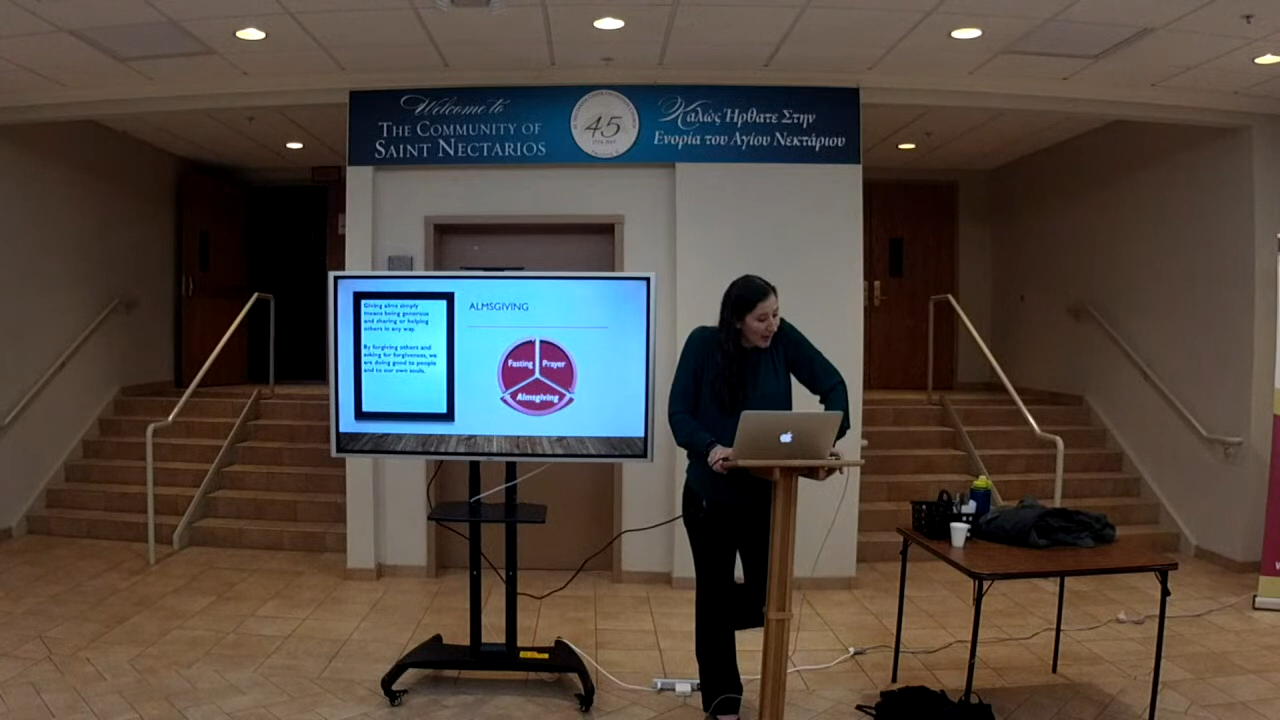 Welcome to
THE COMMUNITY OF
SAINT NECTARIOS
45
Καλώς Ήρθατε Στην
Ενορία του Αγίου Νεκτάριου
Giving alms simply
means being generous
and sharing or helping
others in any way.
By forgiving others and
asking for forgiveness, we
are doing good to people
and to our own souls.
ALMSGIVING
Fasting
Prayer
Almsgiving